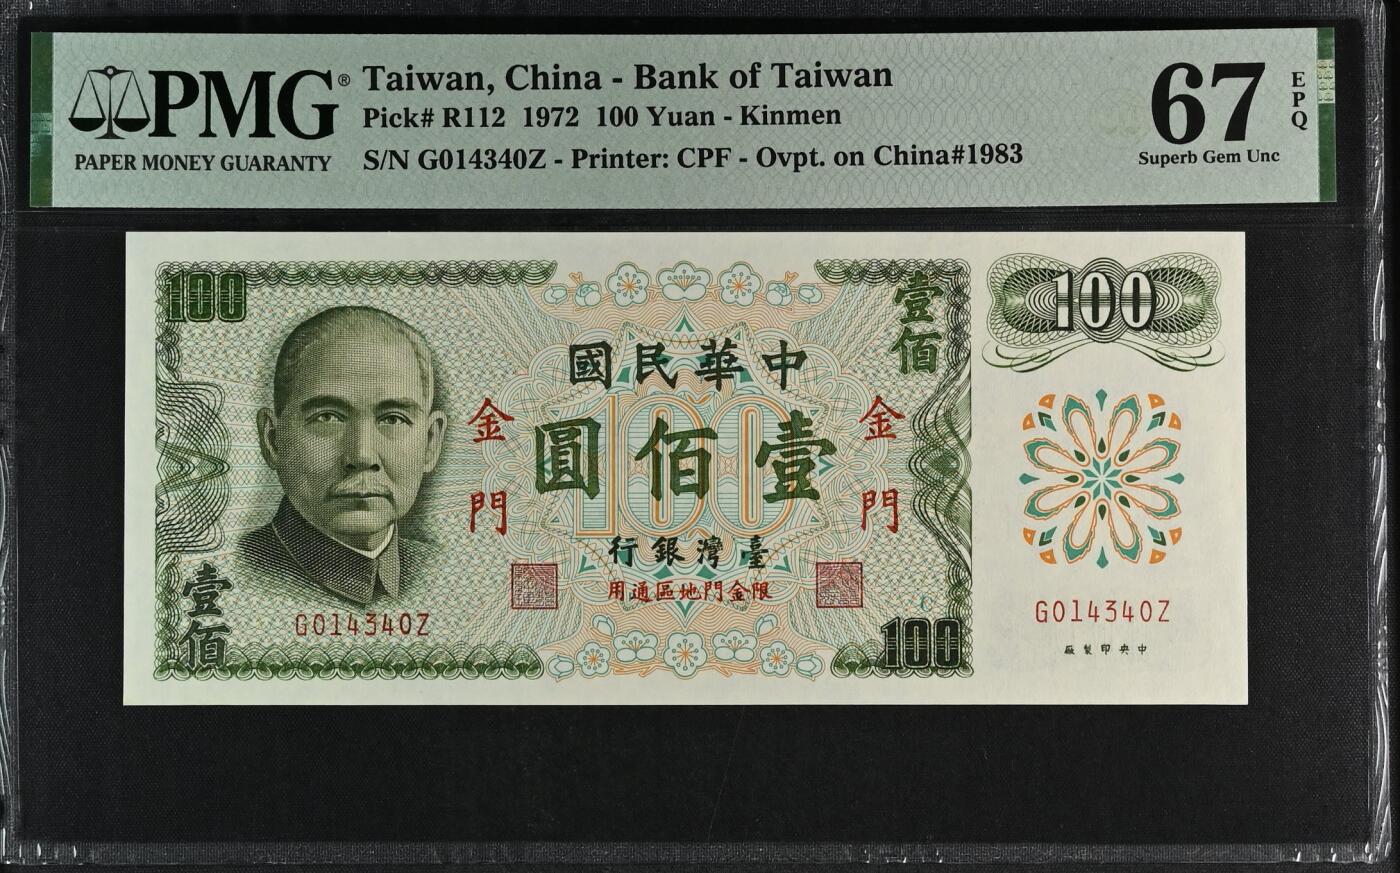 PMG®
PAPER MONEY GUARANTY
Taiwan, China - Bank of Taiwan
Pick# R112 1972 100 Yuan - Kinmen
S/N G014340Z - Printer: CPF - Ovpt. on China#1983
67
EPQ
Superb Gem Unc
100
壹佰
100
中華民國
金門
壹佰圓
金門
臺灣銀行
限金門地區通用
壹佰
G014340Z
100
G014340Z
中央印製廠